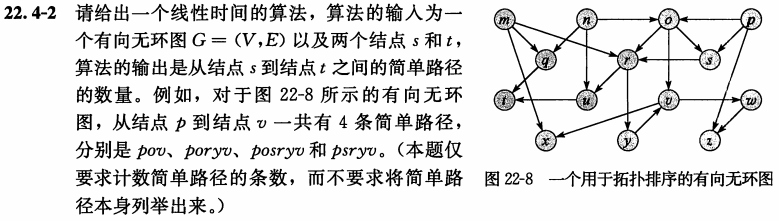 22.4-2 请给出一个线性时间的算法，算法的输入为一
个有向无环图 G＝(V,E) 以及两个结点 s 和 t，
算法的输出是从结点 s 到结点 t 之间的简单路径
的数量。例如，对于图 22-8 所示的有向无环
图，从结点 p 到结点 v 一共有 4 条简单路径，
分别是 pov、poryv、posryv 和 psryv。（本题仅
要求计数简单路径的条数，而不要求将简单路
径本身列举出来。）
m n o p
q r s
t u v w
x y z
图 22-8 一个用于拓扑排序的有向无环图